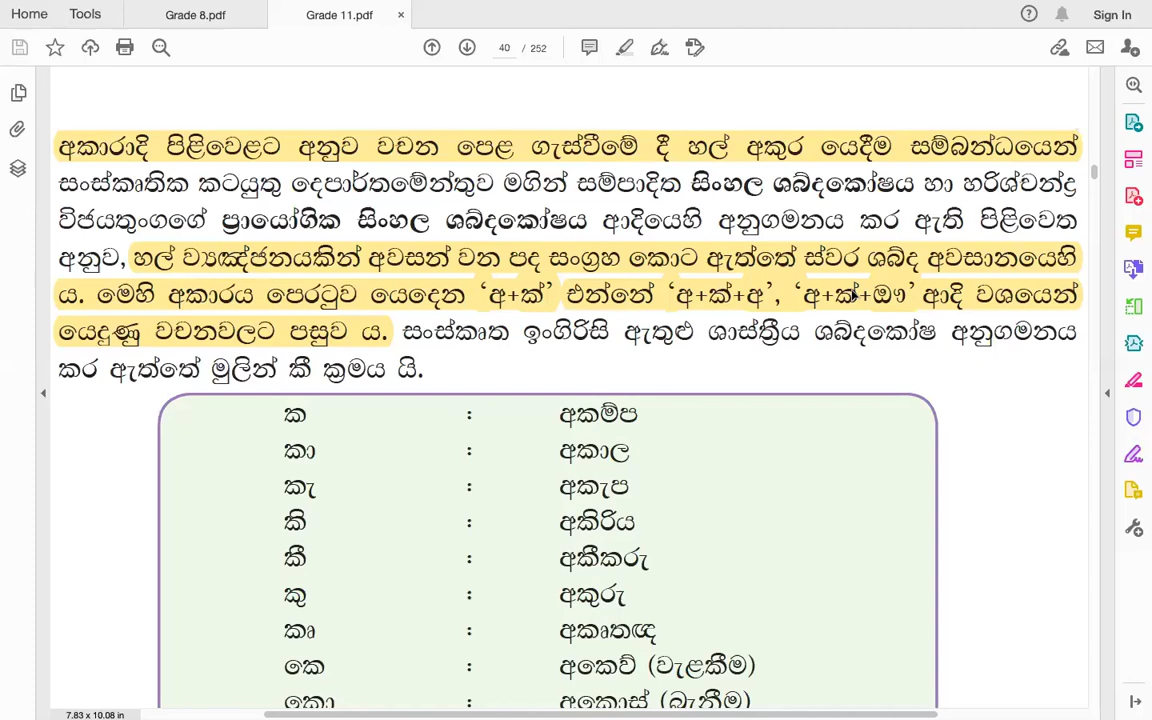 Home Tools Grade 8.pdf Grade 11.pdf × Sign In
40 / 252
අකාරාදි පිළිවෙළට අනුව වචන පෙළ ගැස්වීමේ දී හල් අකුර යෙදීම සම්බන්ධයෙන්
සංස්කෘතික කටයුතු දෙපාර්තමේන්තුව මගින් සම්පාදිත සිංහල ශබ්දකෝෂය හා හරිශ්චන්ද්‍ර
විජයතුංගගේ ප්‍රායෝගික සිංහල ශබ්දකෝෂය ආදියෙහි අනුගමනය කර ඇති පිළිවෙත
අනුව, හල් ව්‍යඤ්ජනයකින් අවසන් වන පද සංග්‍රහ කොට ඇත්තේ ස්වර ශබ්ද අවසානයෙහි
ය. මෙහි අකාරය පෙරටුව යෙදෙන ‘අ+ක්’ එන්නේ ‘අ+ක්+අ’, ‘අ+ක්+ඖ’ ආදි වශයෙන්
යෙදුණු වචනවලට පසුව ය. සංස්කෘත ඉංගිරිසි ඇතුළු ශාස්ත්‍රීය ශබ්දකෝෂ අනුගමනය
කර ඇත්තේ මුලින් කී ක්‍රමය යි.
ක : අකම්ප
කා : අකාල
කැ : අකැප
කි : අකිරිය
කී : අකීකරු
කු : අකුරු
කෘ : අකෘතඥ
කෙ : අකෙව් (වැළකීම)
කො : අකොස් (බැනීම)
7.83 x 10.08 in